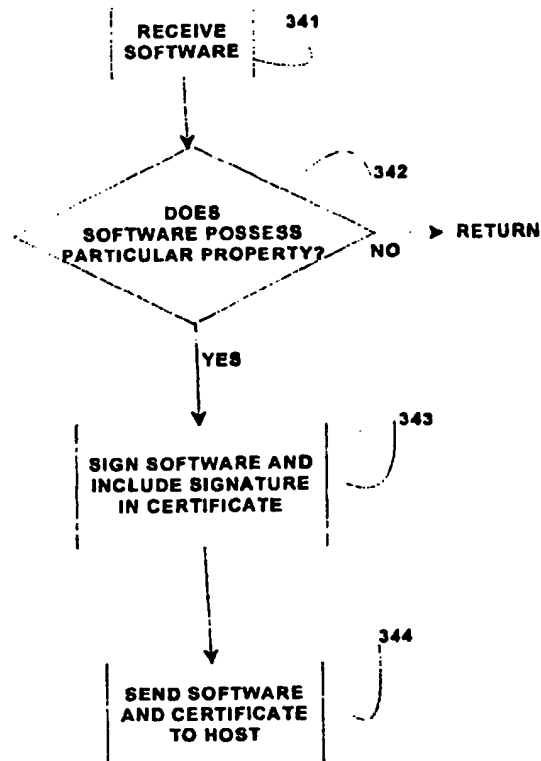 RECEIVE
SOFTWARE
341
342
DOES
SOFTWARE POSSESS
PARTICULAR PROPERTY?
NO
RETURN
YES
343
SIGN SOFTWARE AND
INCLUDE SIGNATURE
IN CERTIFICATE
344
SEND SOFTWARE
AND CERTIFICATE
TO HOST